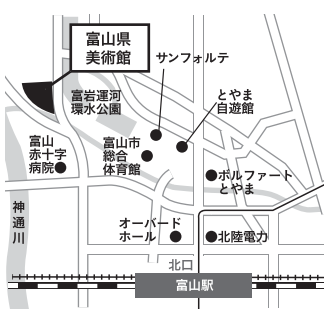 富山県
美術館
サンフォルテ
富岩運河
環水公園
とやま
自遊館
富山
赤十字
病院
富山市
総合
体育館
ボルファート
とやま
神通川
オーバード
ホール
北陸電力
北口
富山駅